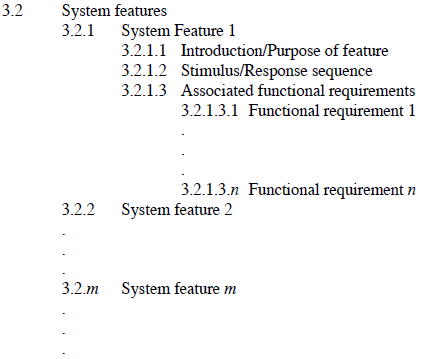 3.2 System features
3.2.1 System Feature 1
3.2.1.1 Introduction/Purpose of feature
3.2.1.2 Stimulus/Response sequence
3.2.1.3 Associated functional requirements
3.2.1.3.1 Functional requirement 1
.
.
.
3.2.1.3.n Functional requirement n
3.2.2 System feature 2
.
.
.
3.2.m System feature m
.
.
.